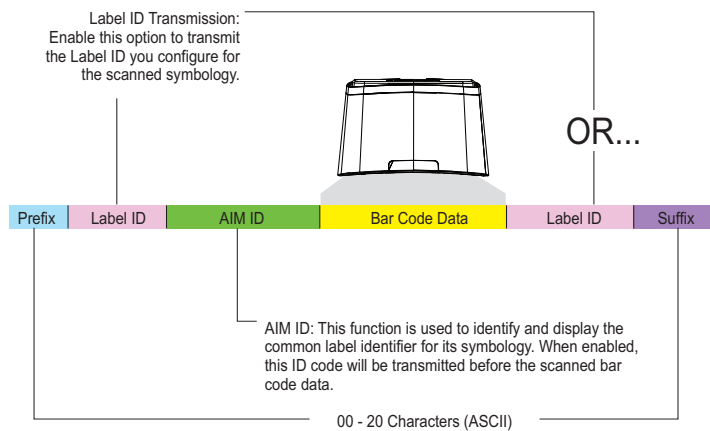 Label ID Transmission:
Enable this option to transmit
the Label ID you configure for
the scanned symbology.
OR...
Prefix Label ID AIM ID Bar Code Data Label ID Suffix
AIM ID: This function is used to identify and display the
common label identifier for its symbology. When enabled,
this ID code will be transmitted before the scanned bar
code data.
00 - 20 Characters (ASCII)